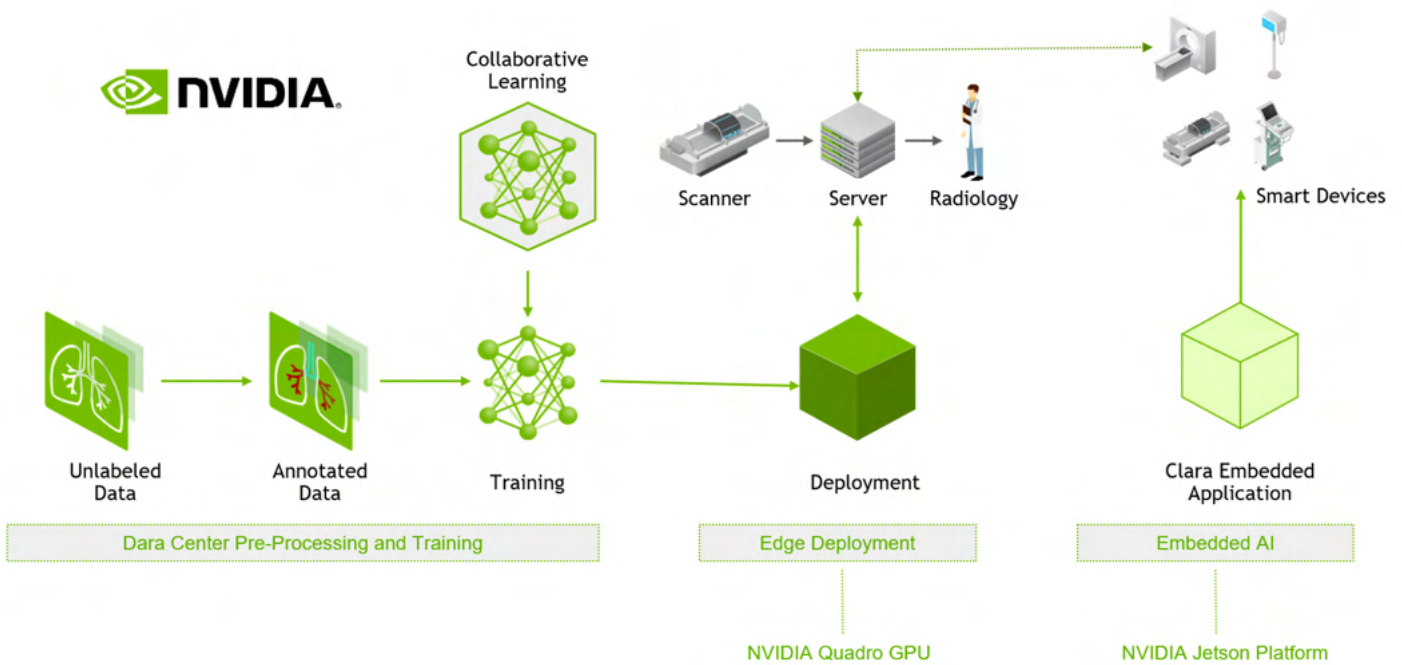 NVIDIA.
Collaborative
Learning
Scanner
Server
Radiology
Smart Devices
Unlabeled
Data
Annotated
Data
Training
Deployment
Clara Embedded
Application
Dara Center Pre-Processing and Training
Edge Deployment
Embedded AI
NVIDIA Quadro GPU
NVIDIA Jetson Platform